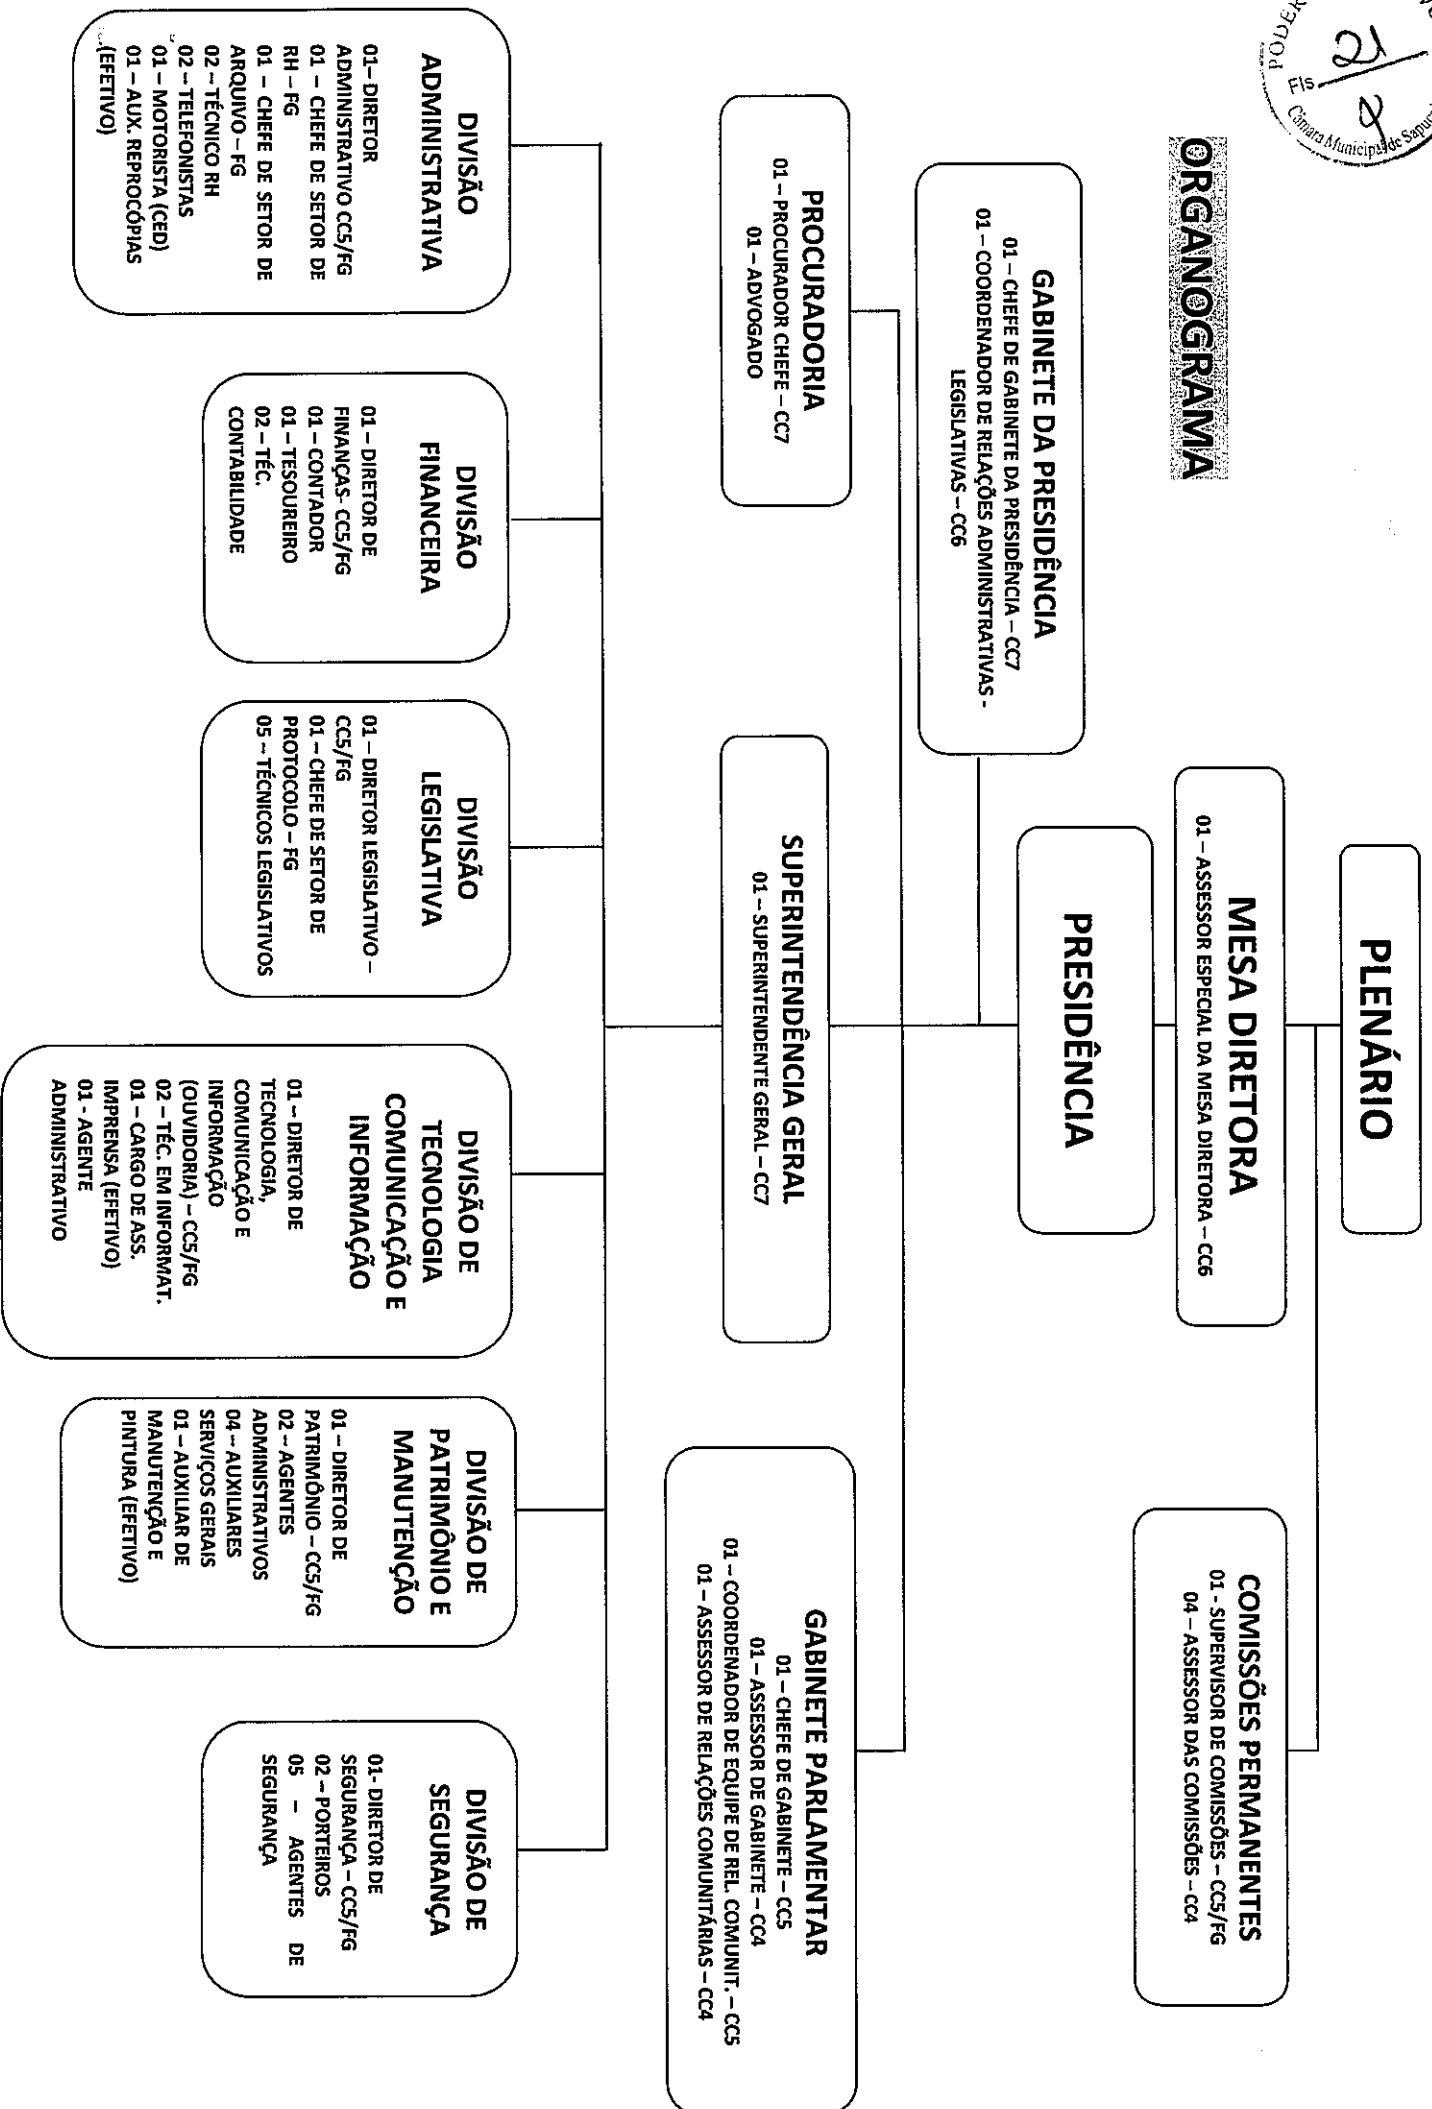 PODER
Fls 21
Câmara Municipal de Sapuc
ORGANOGRAMA
PLENÁRIO
MESA DIRETORA
01 – ASSESSOR ESPECIAL DA MESA DIRETORA – CC6
COMISSÕES PERMANENTES
01 - SUPERVISOR DE COMISSÕES – CC5/FG
04 – ASSESSOR DAS COMISSÕES – CC4
PRESIDÊNCIA
GABINETE DA PRESIDÊNCIA
01 – CHEFE DE GABINETE DA PRESIDÊNCIA – CC7
01 – COORDENADOR DE RELAÇÕES ADMINISTRATIVAS -
LEGISLATIVAS – CC6
PROCURADORIA
01 – PROCURADOR CHEFE – CC7
01 – ADVOGADO
SUPERINTENDÊNCIA GERAL
01 – SUPERINTENDENTE GERAL – CC7
GABINETE PARLAMENTAR
01 – CHEFE DE GABINETE – CC5
01 – ASSESSOR DE GABINETE – CC4
01 – COORDENADOR DE EQUIPE DE REL. COMUNIT. – CC5
01 – ASSESSOR DE RELAÇÕES COMUNITÁRIAS – CC4
DIVISÃO
ADMINISTRATIVA
01– DIRETOR
ADMINISTRATIVO CC5/FG
01 – CHEFE DE SETOR DE
RH – FG
01 – CHEFE DE SETOR DE
ARQUIVO – FG
02 – TÉCNICO RH
02 – TELEFONISTAS
01 – MOTORISTA (CED)
01 – AUX. REPROCÓPIAS
(EFETIVO)
DIVISÃO
FINANCEIRA
01 – DIRETOR DE
FINANÇAS- CC5/FG
01 – CONTADOR
01 – TESOUREIRO
02 – TÉC.
CONTABILIDADE
DIVISÃO
LEGISLATIVA
01 – DIRETOR LEGISLATIVO –
CC5/FG
01 – CHEFE DE SETOR DE
PROTOCOLO – FG
05 – TÉCNICOS LEGISLATIVOS
DIVISÃO DE
TECNOLOGIA
COMUNICAÇÃO E
INFORMAÇÃO
01 – DIRETOR DE
TECNOLOGIA,
COMUNICAÇÃO E
INFORMAÇÃO
(OUVIDORIA) – CC5/FG
02 – TÉC. EM INFORMAT.
01 – CARGO DE ASS.
IMPRENSA (EFETIVO)
01 - AGENTE
ADMINISTRATIVO
DIVISÃO DE
PATRIMÔNIO E
MANUTENÇÃO
01 – DIRETOR DE
PATRIMÔNIO – CC5/FG
02 – AGENTES
ADMINISTRATIVOS
04 – AUXILIARES
SERVIÇOS GERAIS
01 – AUXILIAR DE
MANUTENÇÃO E
PINTURA (EFETIVO)
DIVISÃO DE
SEGURANÇA
01- DIRETOR DE
SEGURANÇA – CC5/FG
02 – PORTEIROS
05 – AGENTES DE
SEGURANÇA